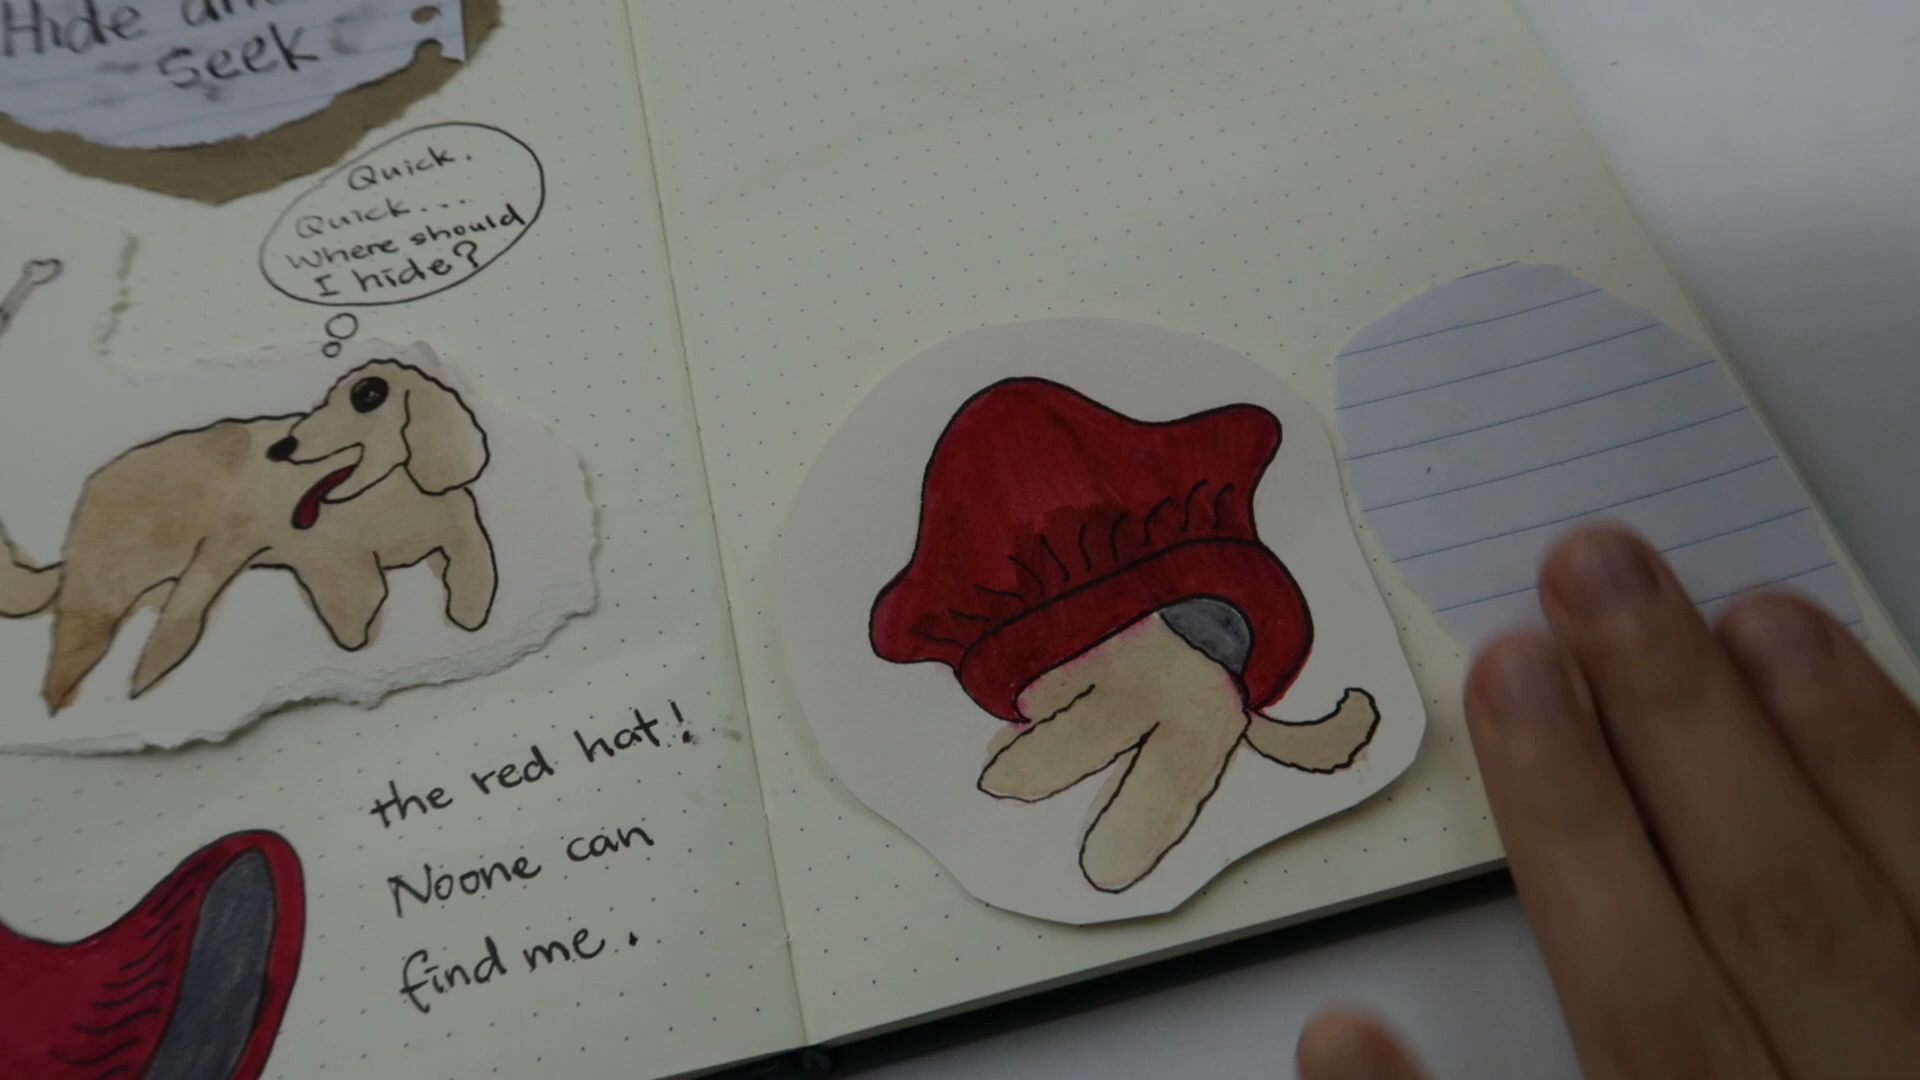 Hide
Seek
Quick.
Quick...
Where should
I hide?
the red hat!
Noone can
find me.